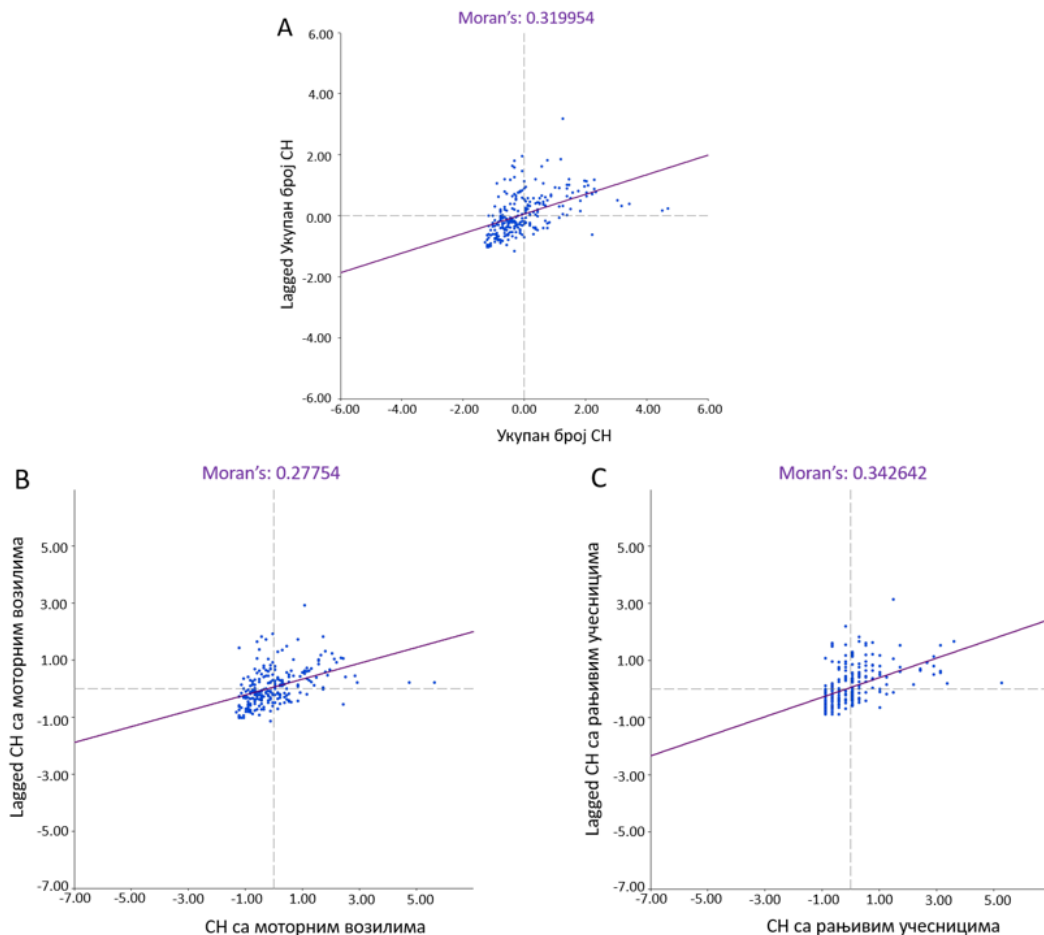 A
Moran's: 0.319954
6.00
4.00
2.00
0.00
-2.00
-4.00
-6.00
Lagged Укупан број СН
-6.00 -4.00 -2.00 0.00 2.00 4.00 6.00
Укупан број СН
B
Moran's: 0.27754
5.00
3.00
1.00
-1.00
-3.00
-5.00
-7.00
Lagged СН са моторним возилима
-7.00 -5.00 -3.00 -1.00 1.00 3.00 5.00
СН са моторним возилима
C
Moran's: 0.342642
5.00
3.00
1.00
-1.00
-3.00
-5.00
-7.00
Lagged СН са рањивим учесницима
-7.00 -5.00 -3.00 -1.00 1.00 3.00 5.00
СН са рањивим учесницима